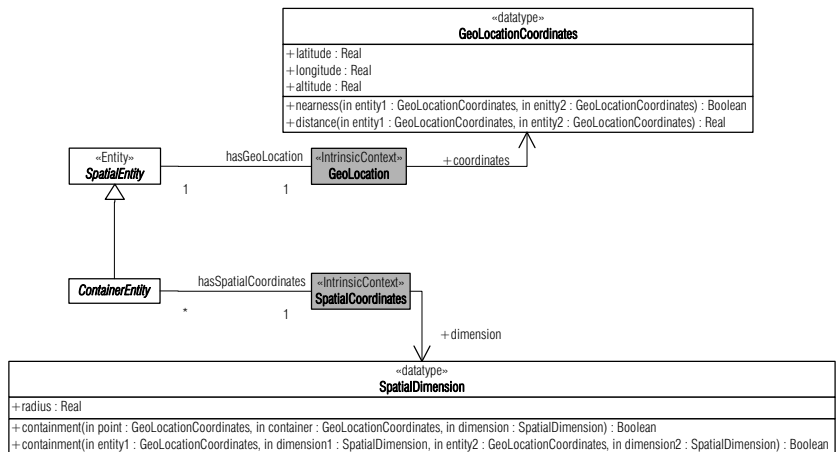 «datatype»
GeoLocationCoordinates
+latitude : Real
+longitude : Real
+altitude : Real
+nearness(in entity1 : GeoLocationCoordinates, in enitty2 : GeoLocationCoordinates) : Boolean
+distance(in entity1 : GeoLocationCoordinates, in entity2 : GeoLocationCoordinates) : Real
«Entity»
SpatialEntity
hasGeoLocation
1
1
«IntrinsicContext»
GeoLocation
+coordinates
ContainerEntity
hasSpatialCoordinates
*
1
«IntrinsicContext»
SpatialCoordinates
+dimension
«datatype»
SpatialDimension
+radius : Real
+containment(in point : GeoLocationCoordinates, in container : GeoLocationCoordinates, in dimension : SpatialDimension) : Boolean
+containment(in entity1 : GeoLocationCoordinates, in dimension1 : SpatialDimension, in entity2 : GeoLocationCoordinates, in dimension2 : SpatialDimension) : Boolean